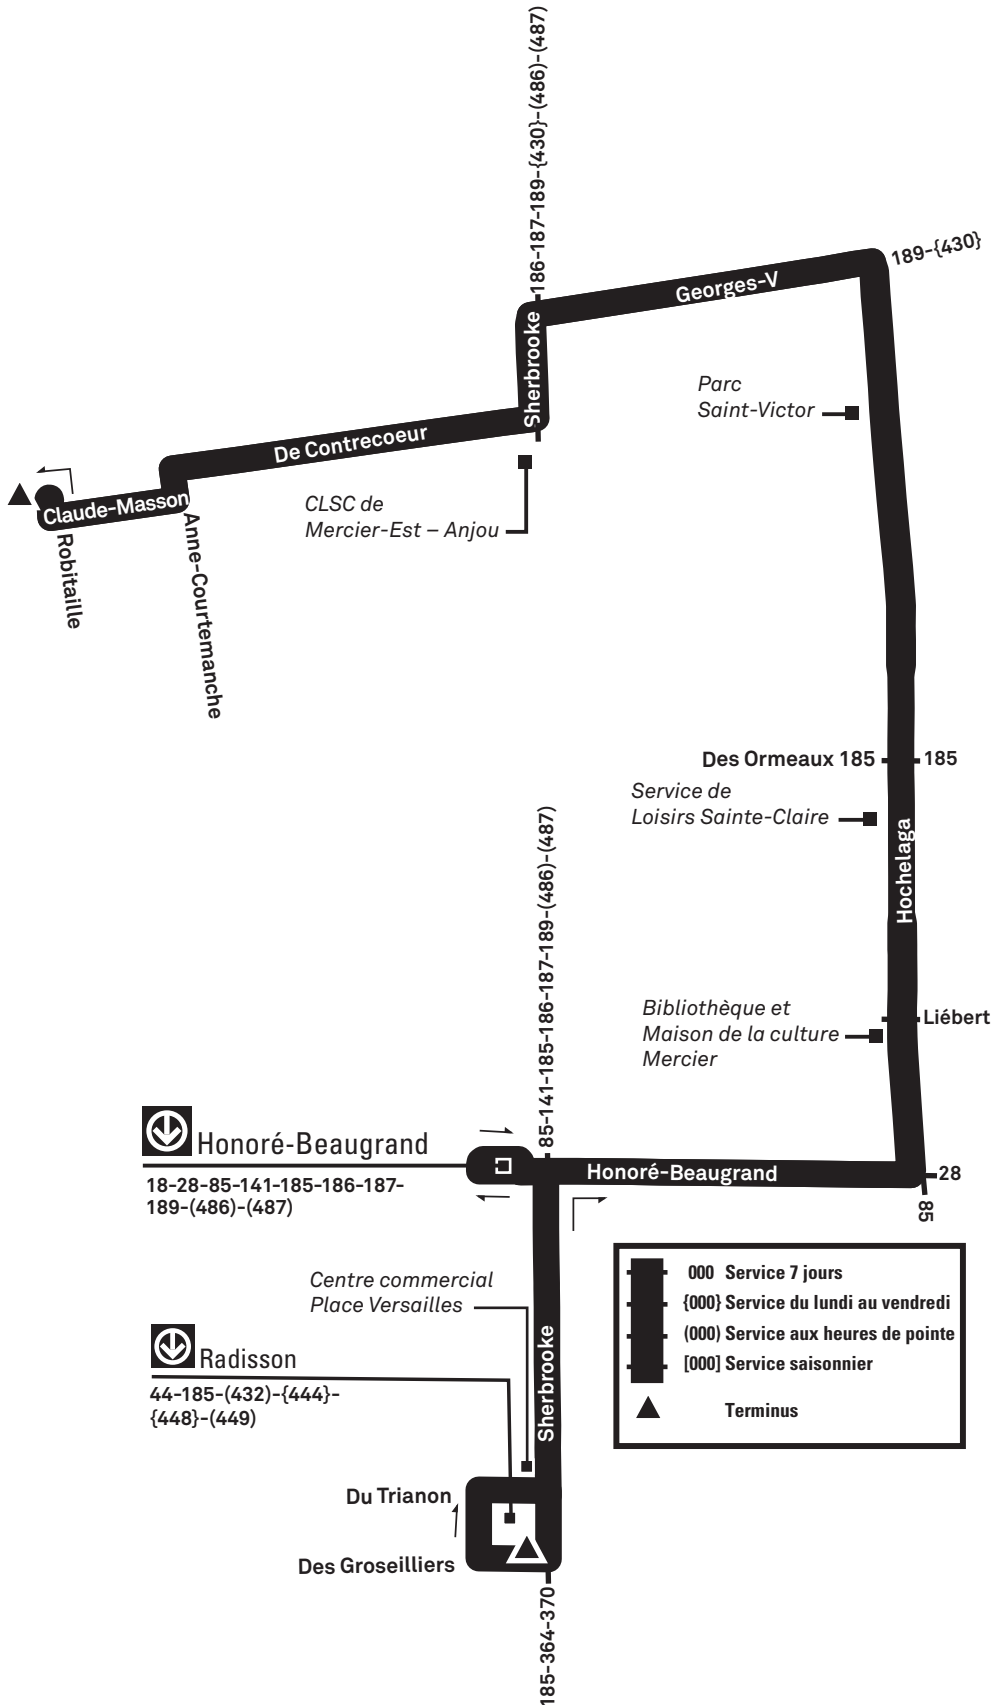 186-187-189-{430}-(486)-(487)
189-{430}
Georges-V
Sherbrooke
Parc
Saint-Victor
De Contrecoeur
Claude-Masson
CLSC de
Mercier-Est – Anjou
Robitaille
Anne-Courtemanche
Des Ormeaux 185
185
Service de
Loisirs Sainte-Claire
Hochelaga
85-141-185-186-187-189-(486)-(487)
Bibliothèque et
Maison de la culture
Mercier
Liébert
Honoré-Beaugrand
18-28-85-141-185-186-187-
189-(486)-(487)
Honoré-Beaugrand
28
85
Centre commercial
Place Versailles
Radisson
44-185-(432)-{444}-
{448}-(449)
Sherbrooke
000 Service 7 jours
{000} Service du lundi au vendredi
(000) Service aux heures de pointe
[000] Service saisonnier
Terminus
Du Trianon
Des Groseilliers
185-364-370